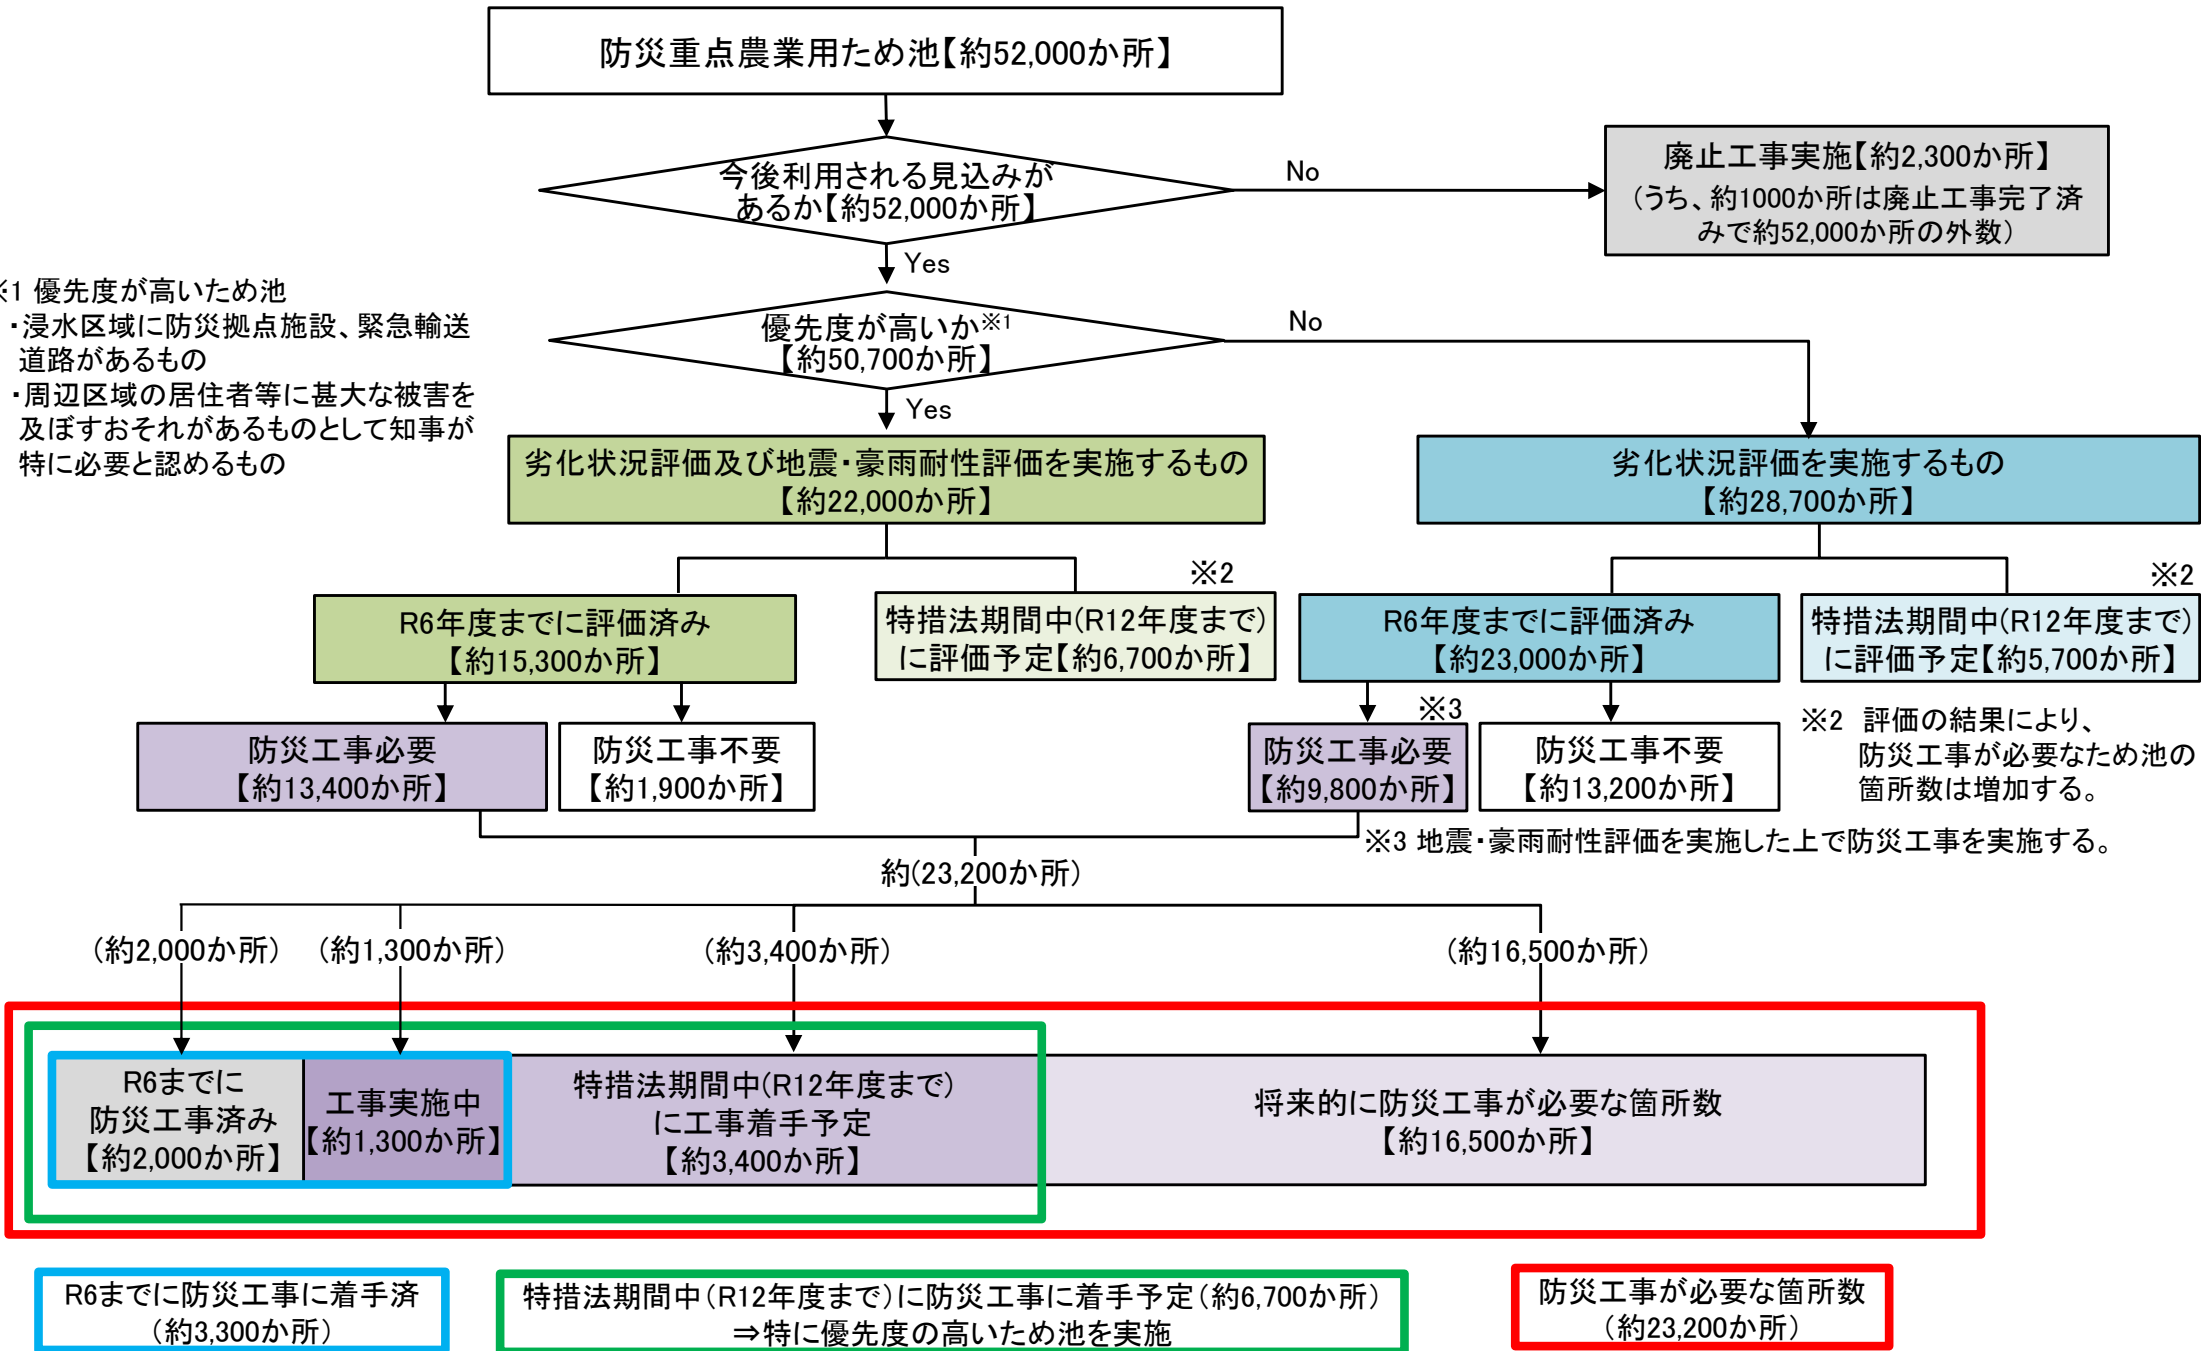 防災重点農業用ため池【約52,000か所】
今後利用される見込みが
あるか【約52,000か所】
No
廃止工事実施【約2,300か所】
（うち、約1000か所は廃止工事完了済
みで約52,000か所の外数）
Yes
※1 優先度が高いため池
・浸水区域に防災拠点施設、緊急輸送
道路があるもの
・周辺区域の居住者等に甚大な被害を
及ぼすおそれがあるものとして知事が
特に必要と認めるもの
優先度が高いか※1
【約50,700か所】
No
Yes
劣化状況評価及び地震・豪雨耐性評価を実施するもの
【約22,000か所】
劣化状況評価を実施するもの
【約28,700か所】
R6年度までに評価済み
【約15,300か所】
※2
特措法期間中(R12年度まで)
に評価予定【約6,700か所】
R6年度までに評価済み
【約23,000か所】
※2
特措法期間中(R12年度まで)
に評価予定【約5,700か所】
防災工事必要
【約13,400か所】
防災工事不要
【約1,900か所】
※3
防災工事必要
【約9,800か所】
防災工事不要
【約13,200か所】
※2 評価の結果により、
防災工事が必要なため池の
箇所数は増加する。
※3 地震・豪雨耐性評価を実施した上で防災工事を実施する。
約(23,200か所)
(約2,000か所)
(約1,300か所)
(約3,400か所)
(約16,500か所)
R6までに
防災工事済み
【約2,000か所】
工事実施中
【約1,300か所】
特措法期間中(R12年度まで)
に工事着手予定
【約3,400か所】
将来的に防災工事が必要な箇所数
【約16,500か所】
R6までに防災工事に着手済
（約3,300か所）
特措法期間中（R12年度まで）に防災工事に着手予定（約6,700か所）
⇒特に優先度の高いため池を実施
防災工事が必要な箇所数
（約23,200か所）